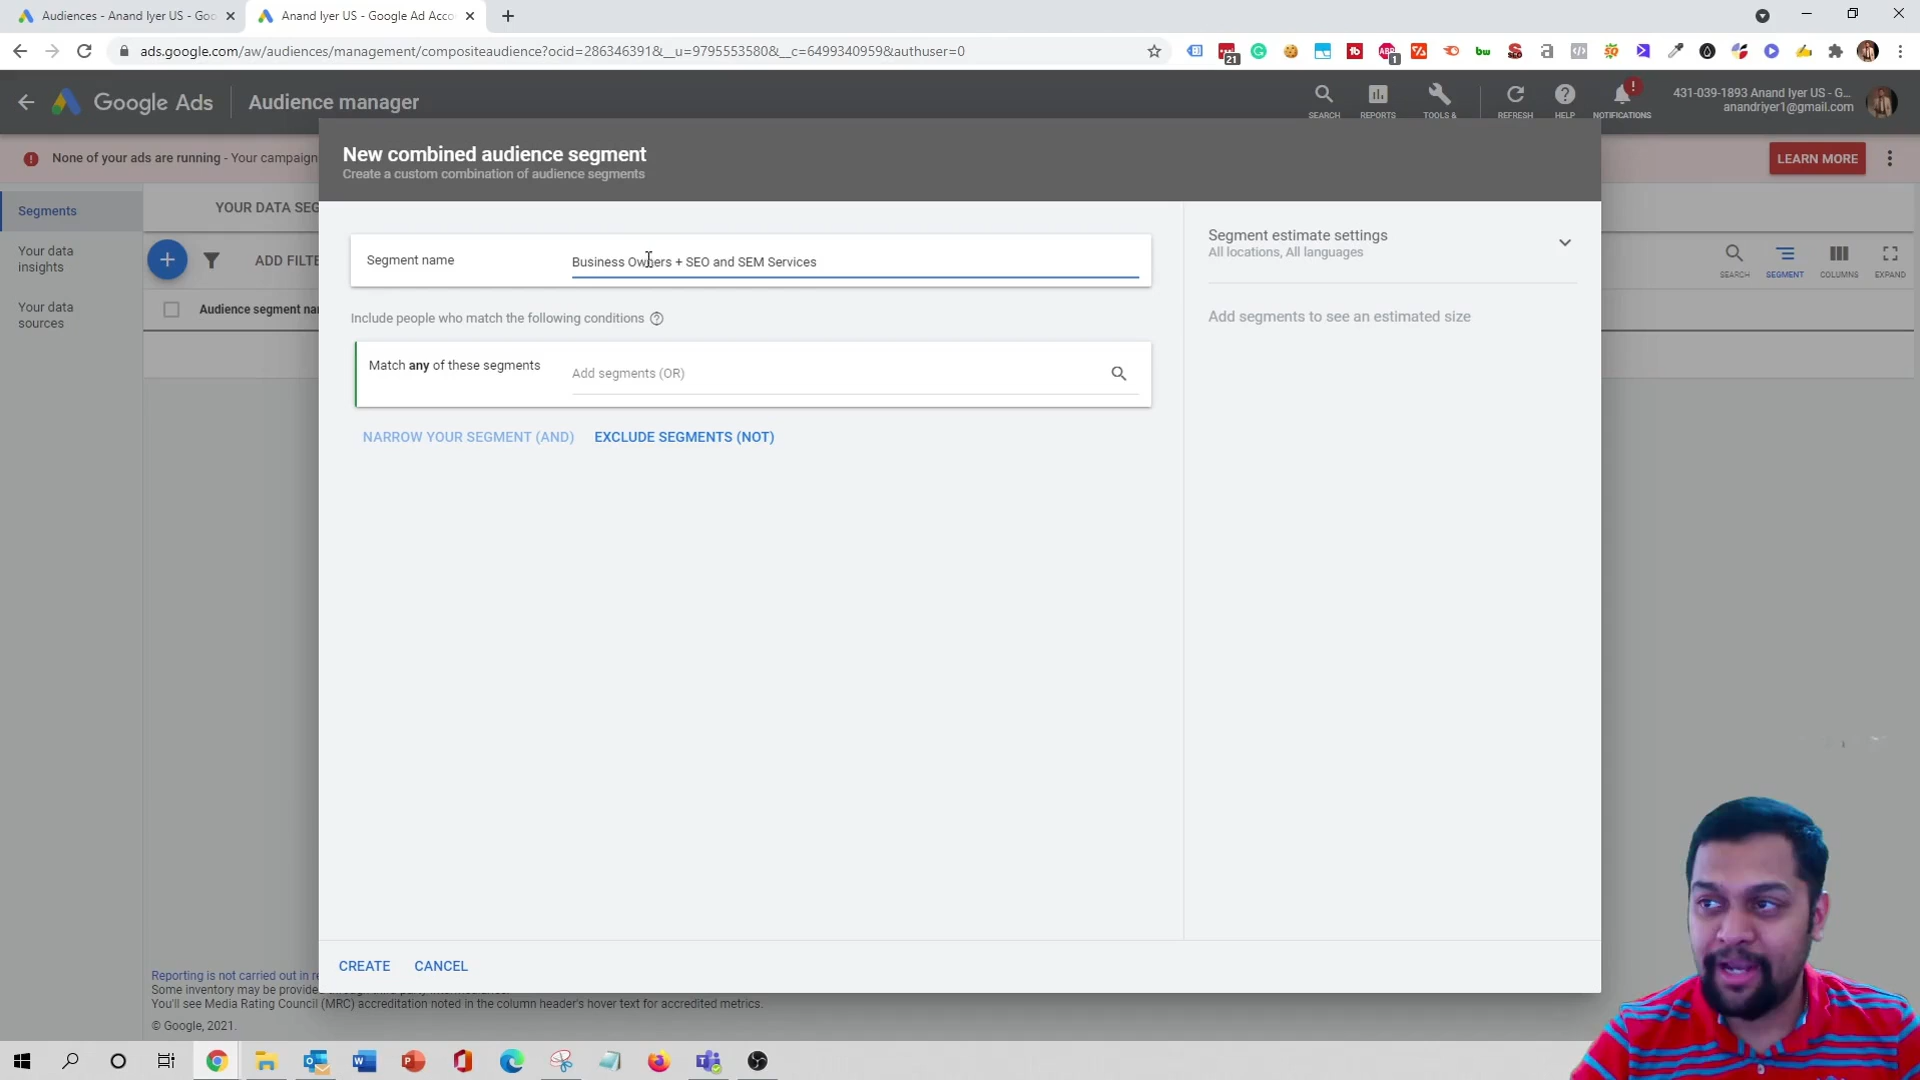 Audiences - Anand Iyer US - Goo
Anand Iyer US - Google Ad Acco
ads.google.com/aw/audiences/management/compositeaudience?ocid=286346391&__u=9795553580&__c=6499340959&authuser=0
21
1
Google Ads
Audience manager
SEARCH
REPORTS
TOOLS &
REFRESH
HELP
NOTIFICATIONS
431-039-1893 Anand Iyer US - G...
anandriyer1@gmail.com
None of your ads are running - Your campaign
LEARN MORE
New combined audience segment
Create a custom combination of audience segments
Segments
Your data
insights
Your data
sources
YOUR DATA SEG
ADD FILTE
Audience segment nar
SEARCH
SEGMENT
COLUMNS
EXPAND
Segment name
Business Owners + SEO and SEM Services
Include people who match the following conditions
Match any of these segments
Add segments (OR)
NARROW YOUR SEGMENT (AND)
EXCLUDE SEGMENTS (NOT)
Segment estimate settings
All locations, All languages
Add segments to see an estimated size
CREATE
CANCEL
Reporting is not carried out in re
Some inventory may be provided
You'll see Media Rating Council (MRC) accreditation noted in the column header's hover text for accredited metrics.
© Google, 2021.